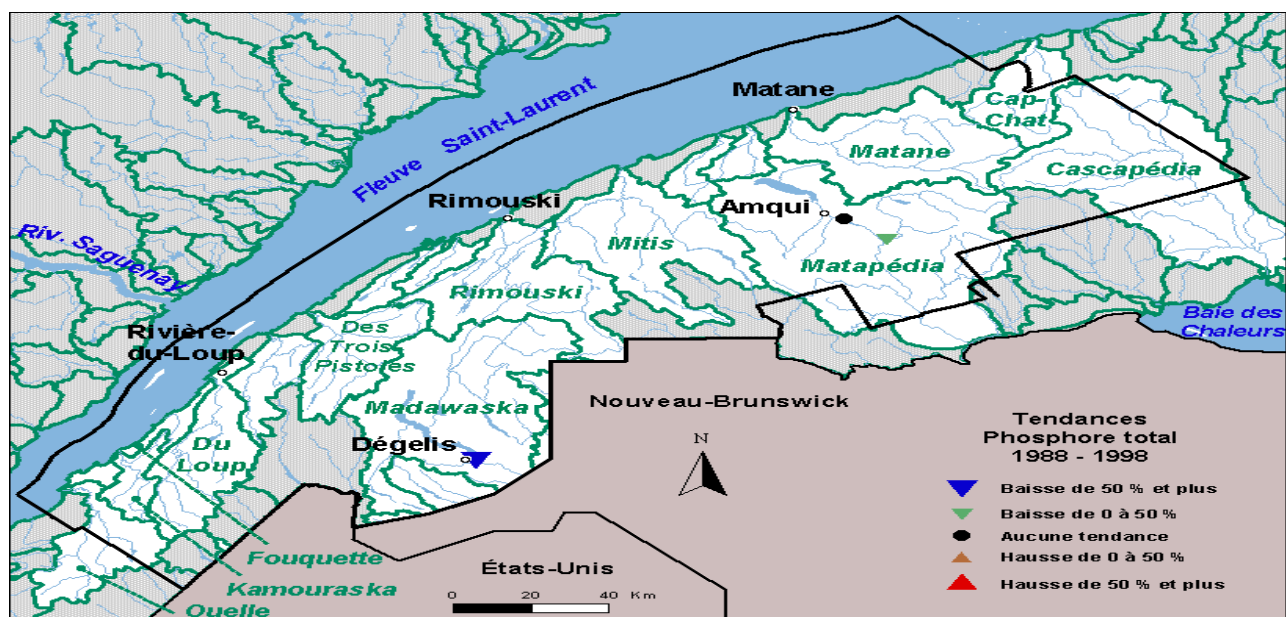 Matane
Cap-
Chat
Fleuve Saint-Laurent
Matane
Cascapédia
Rimouski
Amqui
Riv. Saguenay
Mitis
Matapédia
Rimouski
Baie des
Chaleurs
Rivière-
du-Loup
Des
Trois
Pistoles
Madawaska
Nouveau-Brunswick
Dégelis
Du
Loup
N
Tendances
Phosphore total
1988 - 1998
Baisse de 50 % et plus
Baisse de 0 à 50 %
Aucune tendance
Hausse de 0 à 50 %
Hausse de 50 % et plus
Fouquette
Kamouraska
Ouelle
États-Unis
0 20 40 Km